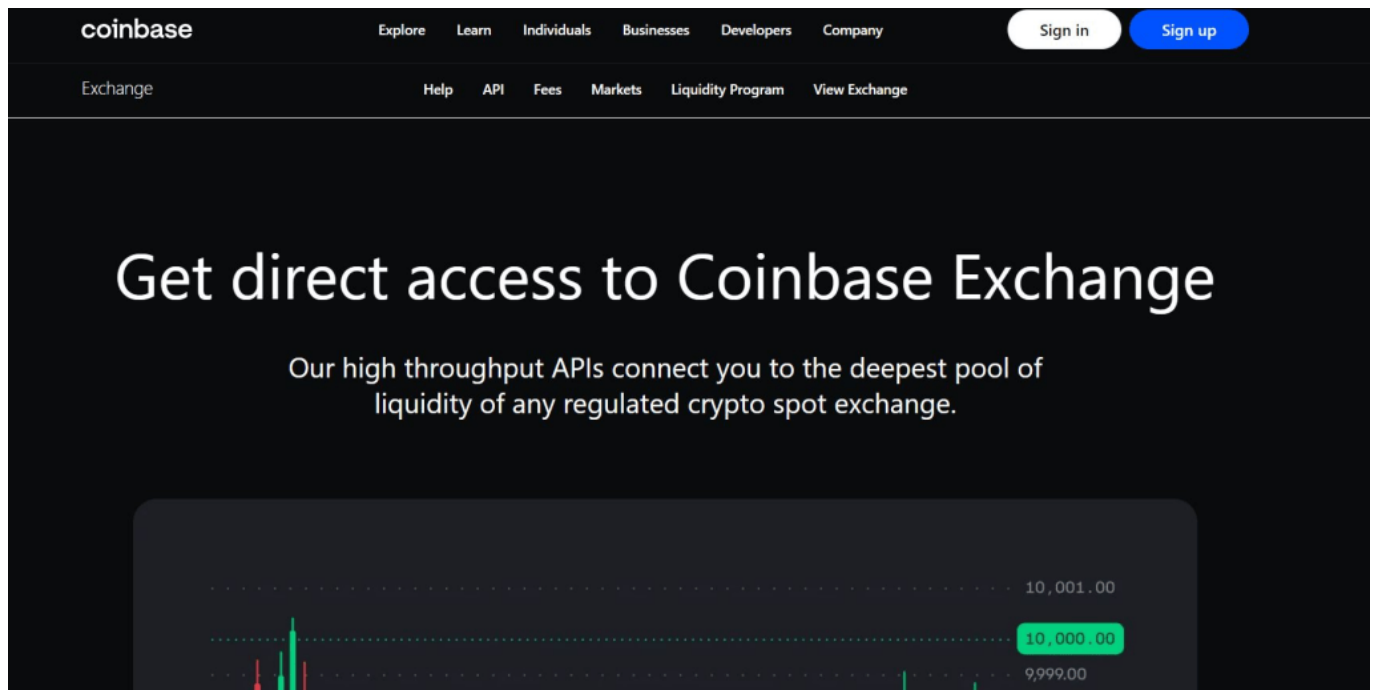 coinbase Explore Learn Individuals Businesses Developers Company Sign in Sign up
Exchange Help API Fees Markets Liquidity Program View Exchange
Get direct access to Coinbase Exchange
Our high throughput APIs connect you to the deepest pool of
liquidity of any regulated crypto spot exchange.
10,001.00
10,000.00
9,999.00